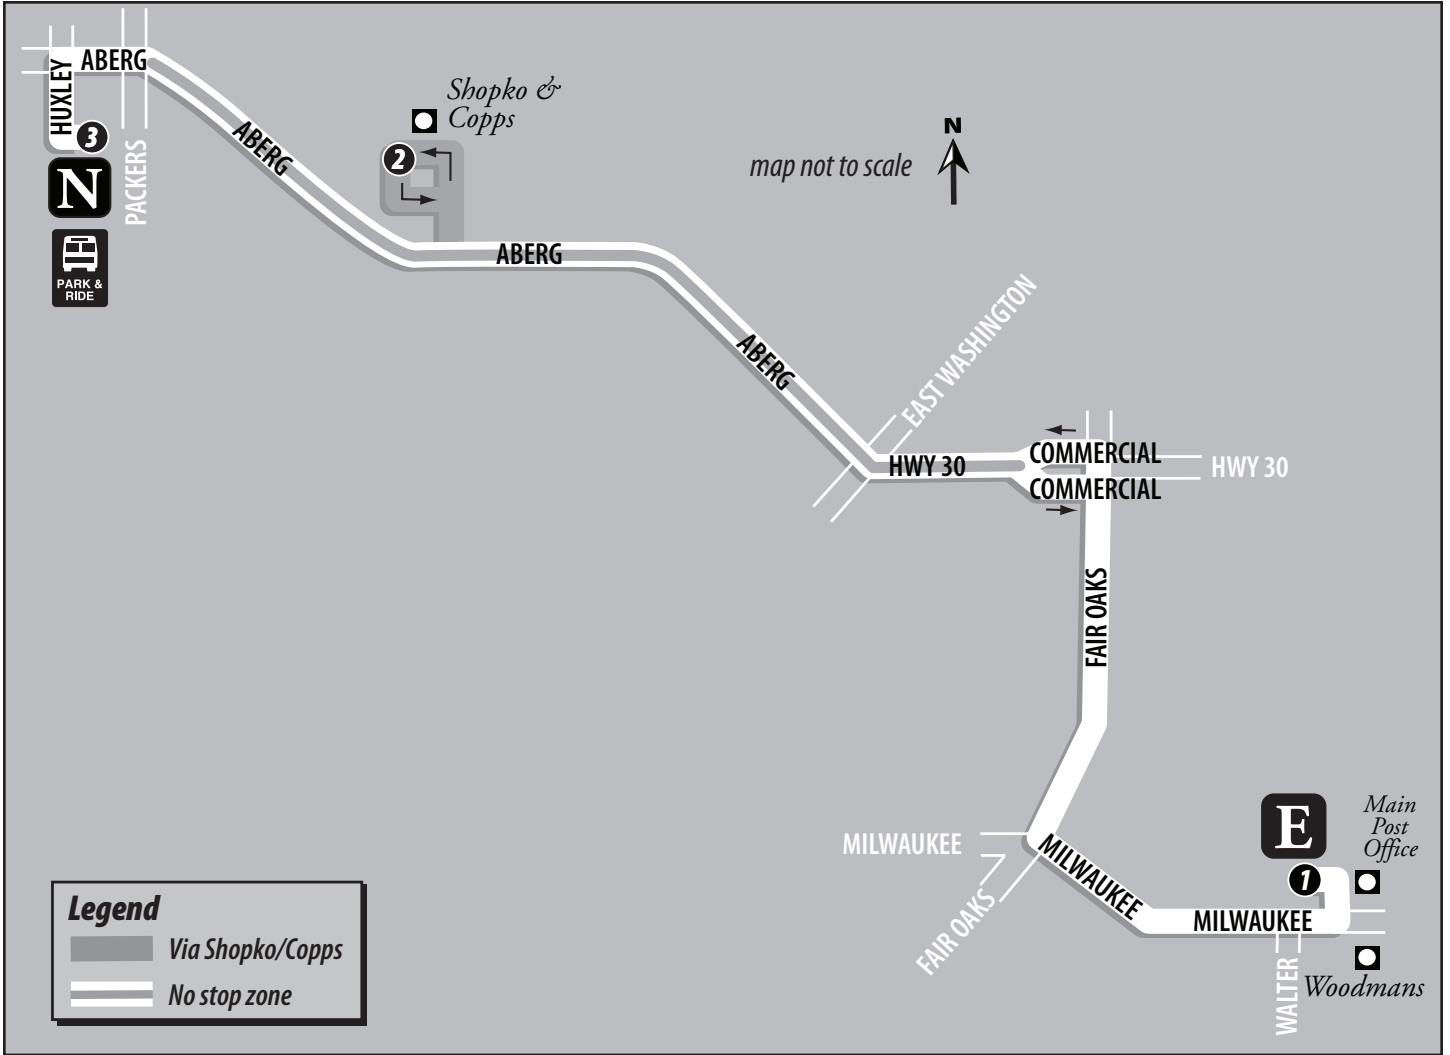 ABERG
HUXLEY
3
N
PARK &
RIDE
PACKERS
ABERG
Shopko &
Copps
2
map not to scale
N
ABERG
ABERG
EAST WASHINGTON
HWY 30
COMMERCIAL
COMMERCIAL
HWY 30
FAIR OAKS
MILWAUKEE
FAIR OAKS
MILWAUKEE
MILWAUKEE
E
1
Main
Post
Office
WALTER
Woodmans
Legend
Via Shopko/Copps
No stop zone